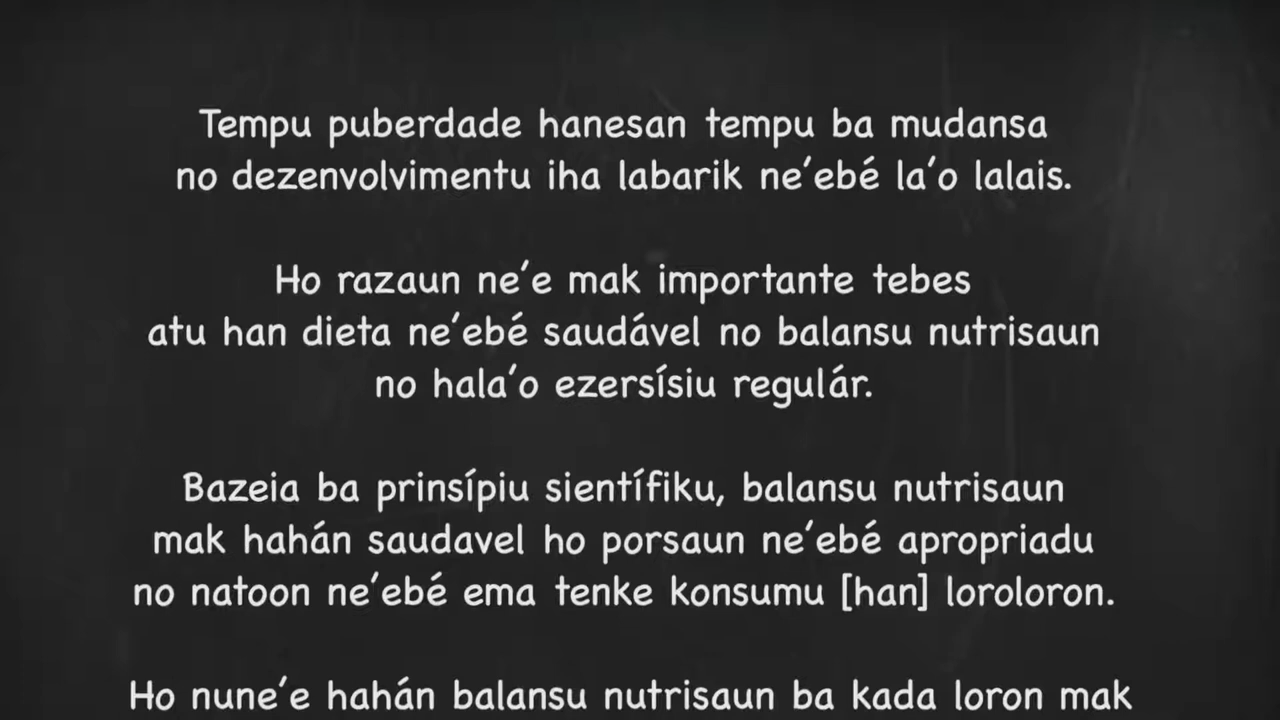 Tempu puberdade hanesan tempu ba mudansa
no dezenvolvimentu iha labarik ne’ebé la’o lalais.
Ho razaun ne’e mak importante tebes
atu han dieta ne’ebé saudável no balansu nutrisaun
no hala’o ezersísiu regulár.
Bazeia ba prinsípiu sientífiku, balansu nutrisaun
mak hahán saudavel ho porsaun ne’ebé apropriadu
no natoon ne’ebé ema tenke konsumu [han] loroloron.
Ho nune’e hahán balansu nutrisaun ba kada loron mak